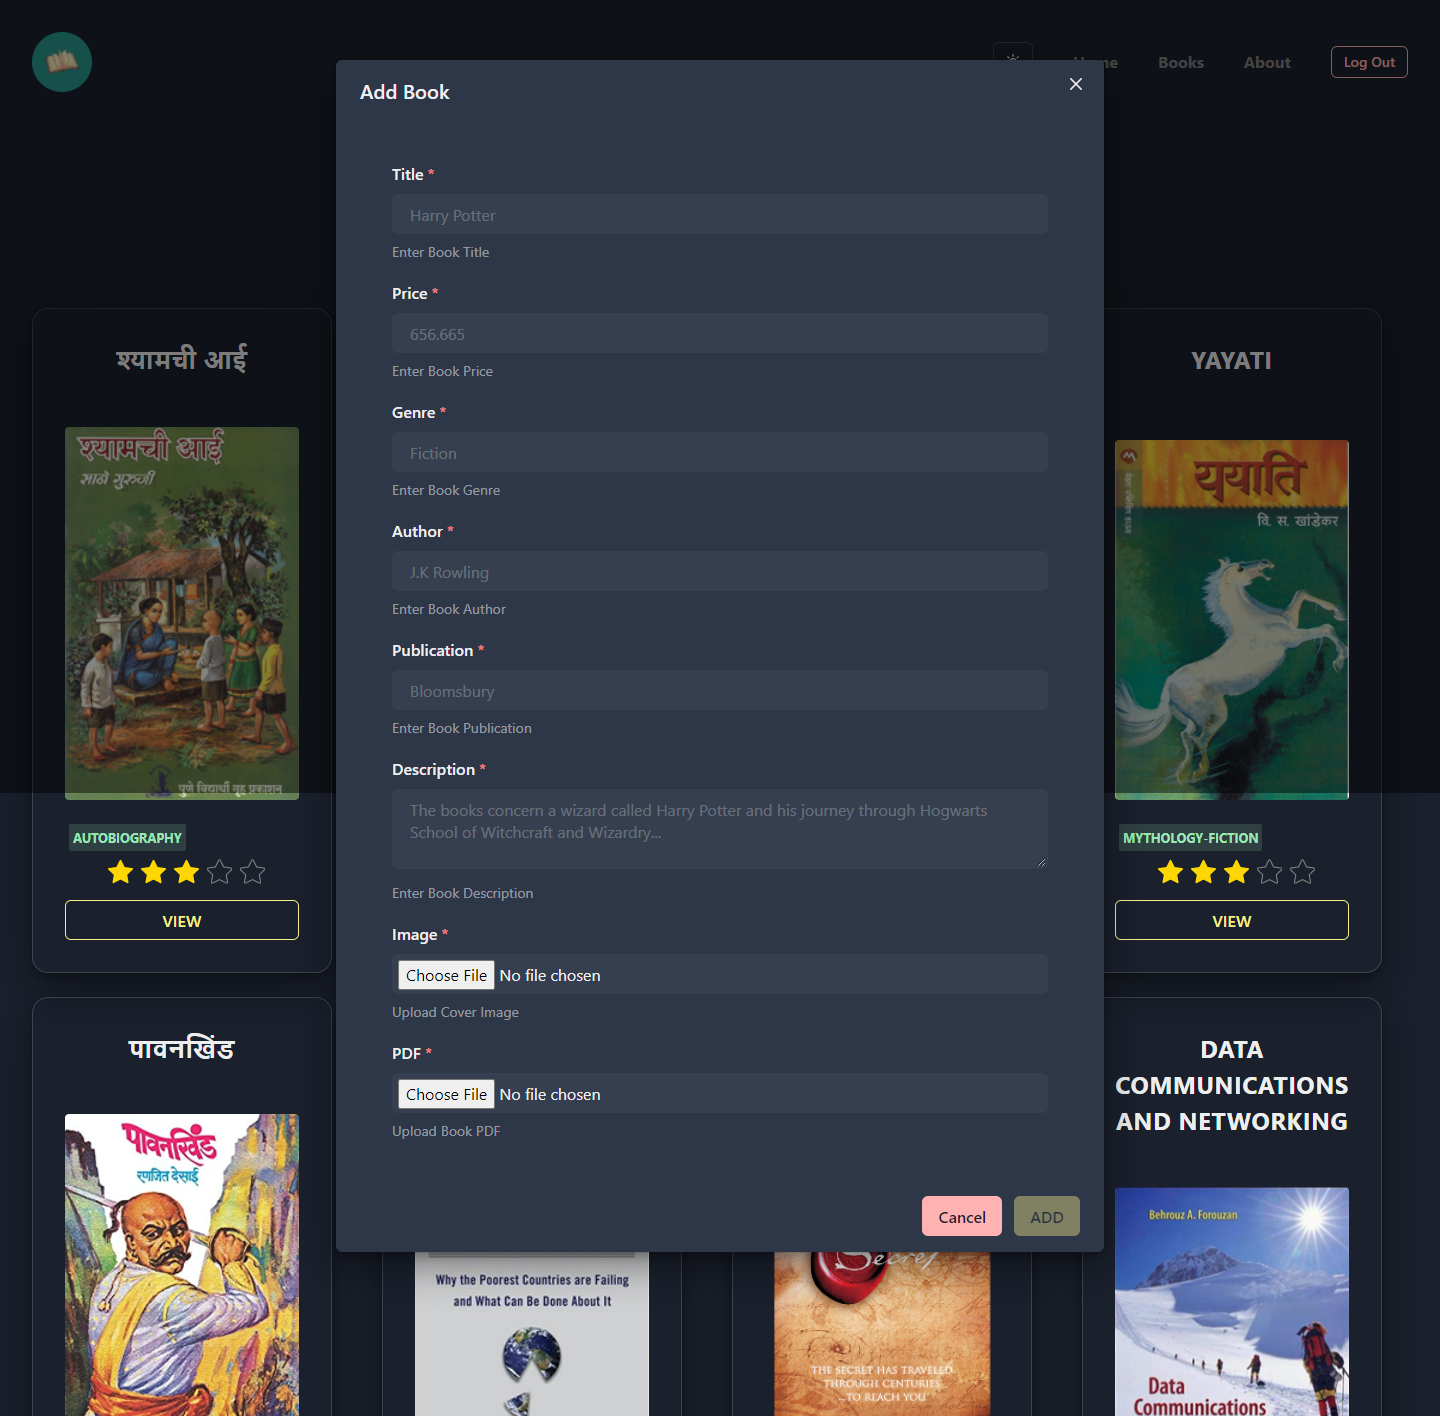 Home
Books
About
Log Out
Add Book
Title *
Harry Potter
Enter Book Title
Price *
656.665
Enter Book Price
Genre *
Fiction
Enter Book Genre
Author *
J.K Rowling
Enter Book Author
Publication *
Bloomsbury
Enter Book Publication
Description *
The books concern a wizard called Harry Potter and his journey through Hogwarts
School of Witchcraft and Wizardry...
Enter Book Description
Image *
Choose File No file chosen
Upload Cover Image
PDF *
Choose File No file chosen
Upload Book PDF
Cancel
ADD
श्यामची आई
श्यामची आई
साने गुरुजी
पुणे विद्यार्थी गृह प्रकाशन
AUTOBIOGRAPHY
VIEW
YAYATI
ययाति
वि. स. खांडेकर
MYTHOLOGY-FICTION
VIEW
पावनखिंड
पावनखिंड
रणजित देसाई
Why the Poorest Countries are Failing
and What Can Be Done About It
Secret
THE SECRET HAS TRAVELED
THROUGH CENTURIES
...TO REACH YOU
DATA
COMMUNICATIONS
AND NETWORKING
Behrouz A. Forouzan
Data
Communications